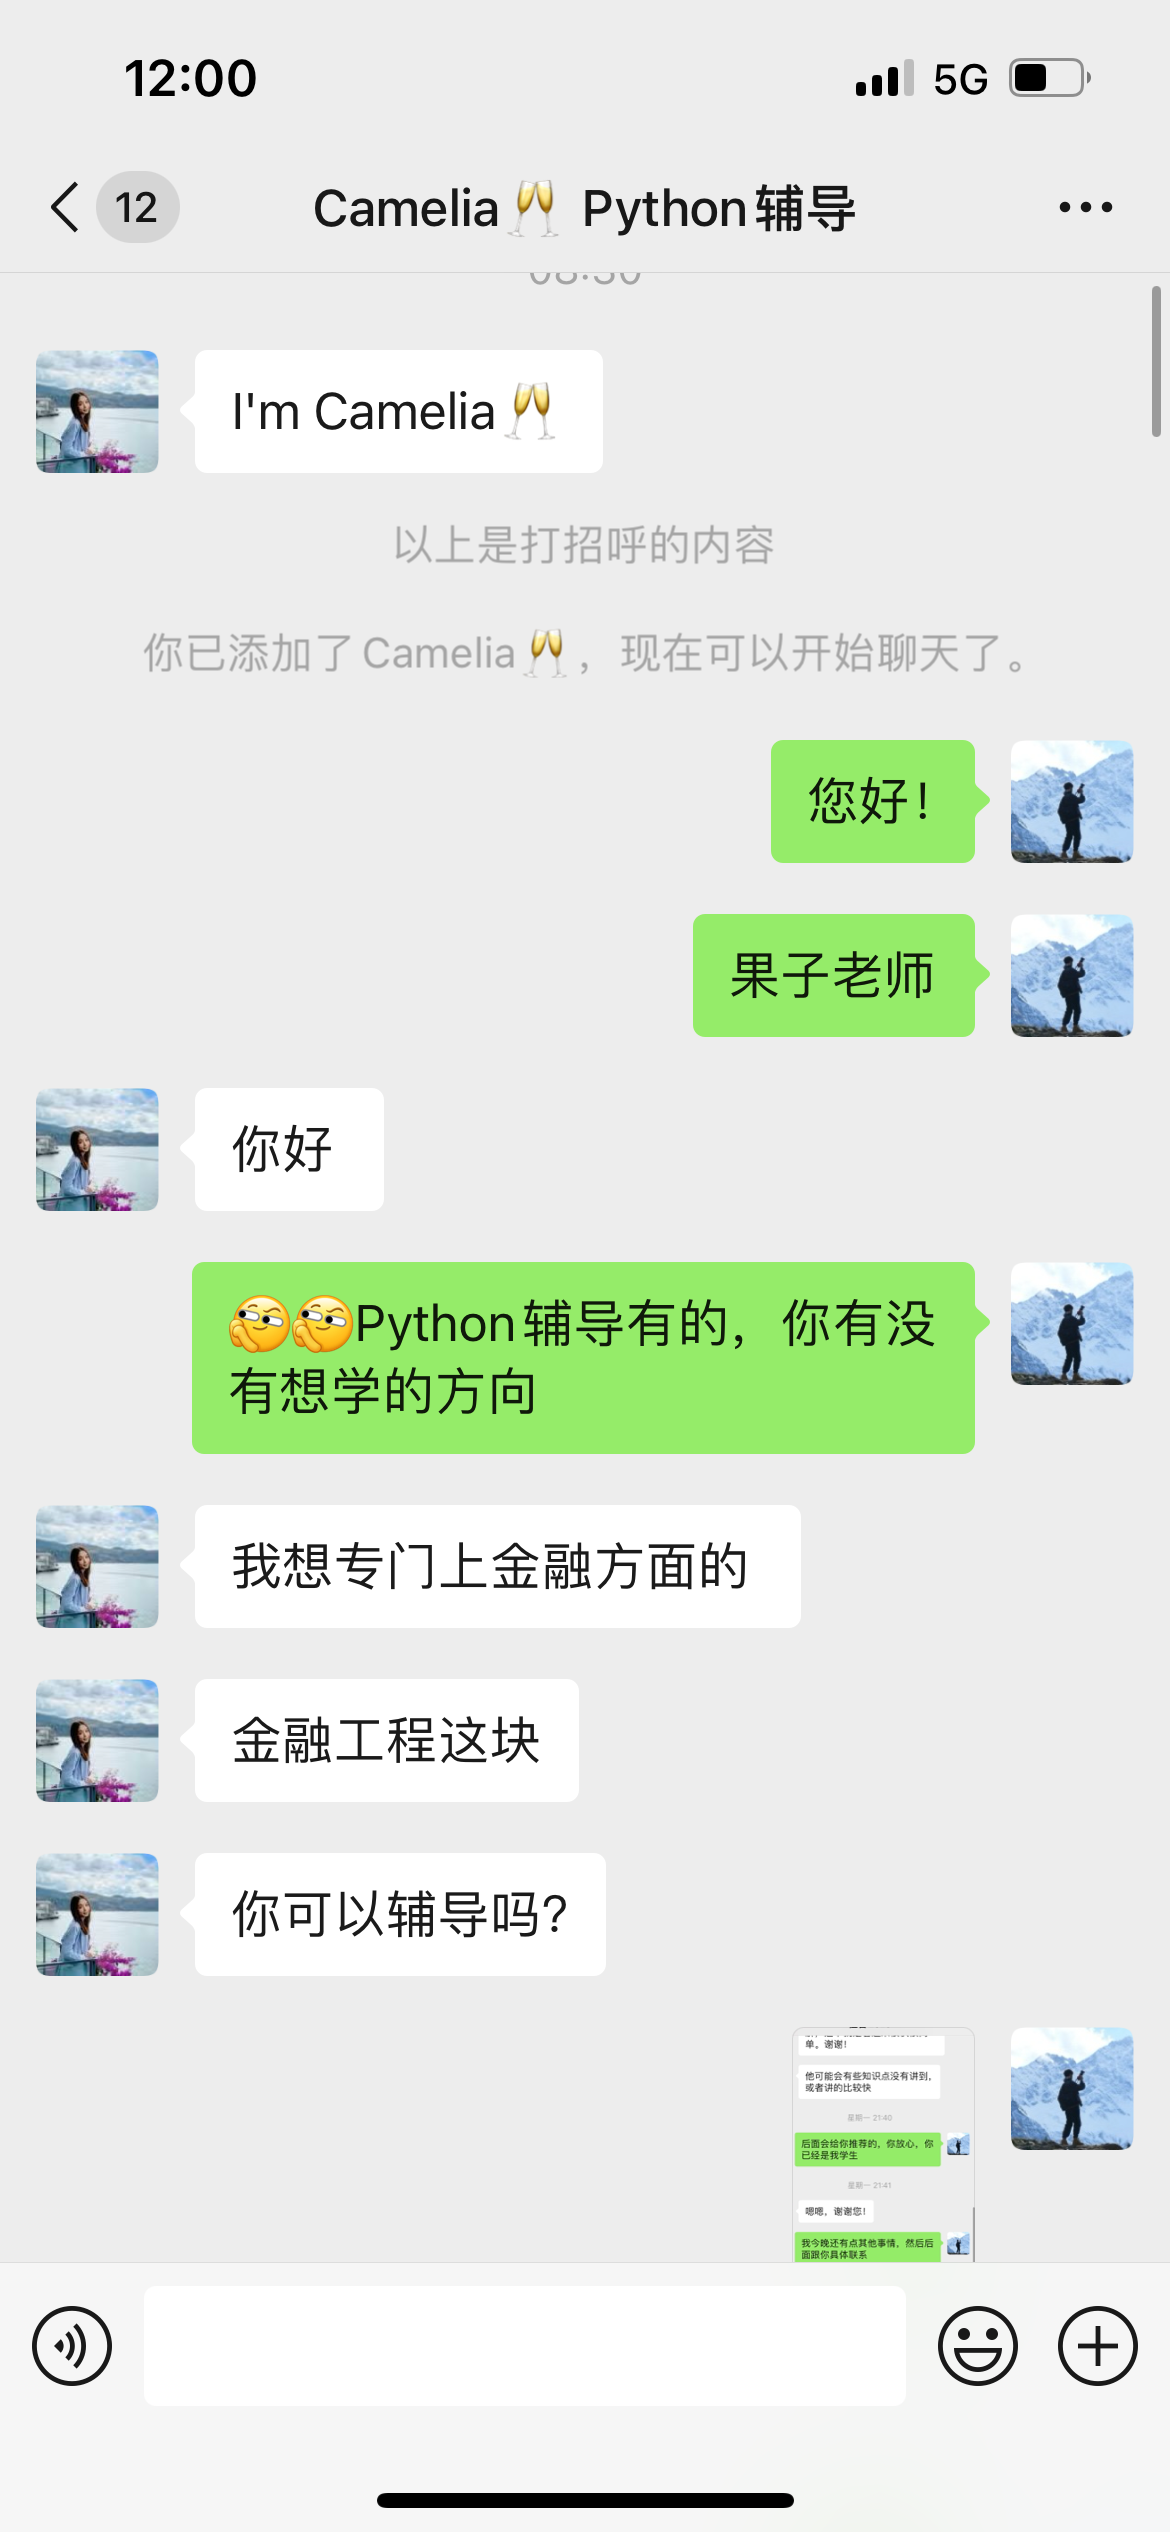 12:00
5G
12
Camelia🥂 Python辅导
I'm Camelia🥂
以上是打招呼的内容
你已添加了Camelia🥂，现在可以开始聊天了。
您好！
果子老师
你好
🤭🤭Python辅导有的，你有没
有想学的方向
我想专门上金融方面的
金融工程这块
你可以辅导吗?
单。谢谢！
他可能会有些知识点没有讲到，
或者讲的比较快
星期一 21:40
后面会给你推荐的，你放心，你
已经是我学生
星期一 21:41
嗯嗯，谢谢您！
我今晚还有点其他事情，然后后
面跟你具体联系